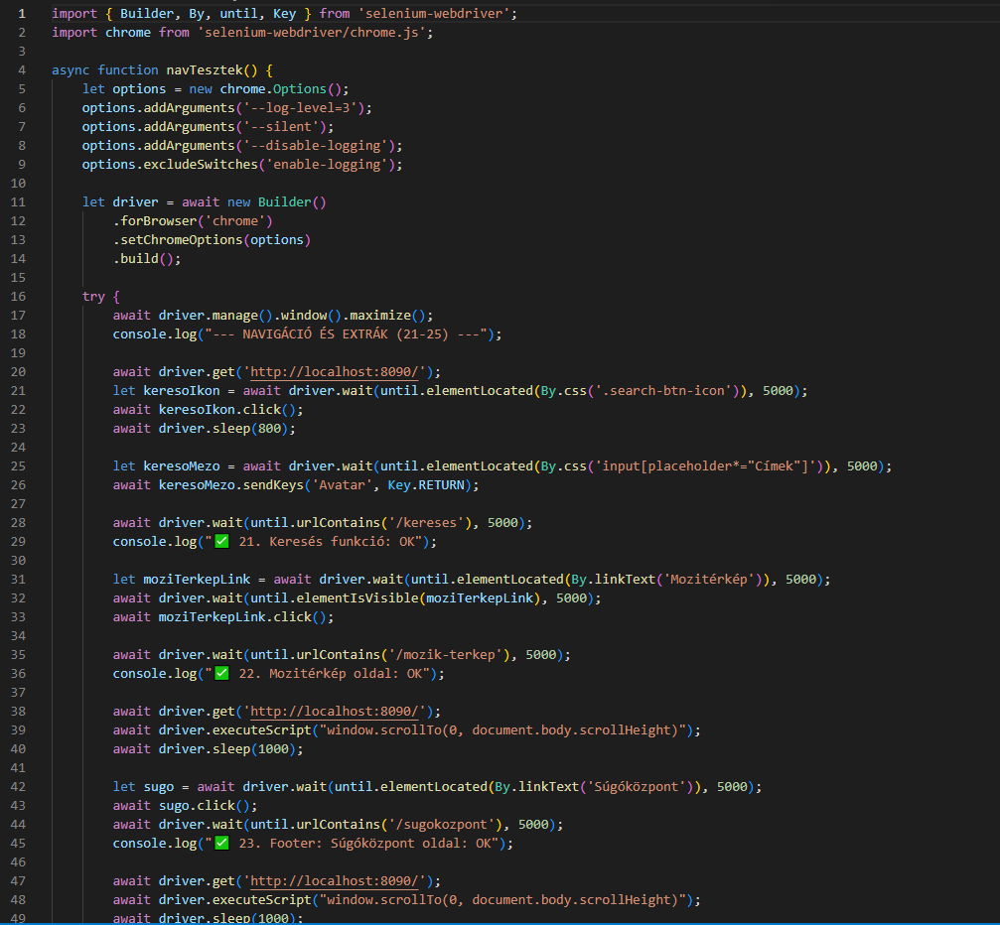 1 import { Builder, By, until, Key } from 'selenium-webdriver';
2 import chrome from 'selenium-webdriver/chrome.js';
3
4 async function navTesztek() {
5     let options = new chrome.Options();
6     options.addArguments('--log-level=3');
7     options.addArguments('--silent');
8     options.addArguments('--disable-logging');
9     options.excludeSwitches('enable-logging');
10
11     let driver = await new Builder()
12         .forBrowser('chrome')
13         .setChromeOptions(options)
14         .build();
15
16     try {
17         await driver.manage().window().maximize();
18         console.log("--- NAVIGÁCIÓ ÉS EXTRÁK (21-25) ---");
19
20         await driver.get('http://localhost:8090/');
21         let keresoIkon = await driver.wait(until.elementLocated(By.css('.search-btn-icon')), 5000);
22         await keresoIkon.click();
23         await driver.sleep(800);
24
25         let keresoMezo = await driver.wait(until.elementLocated(By.css('input[placeholder*="Címek"]')), 5000);
26         await keresoMezo.sendKeys('Avatar', Key.RETURN);
27
28         await driver.wait(until.urlContains('/kereses'), 5000);
29         console.log("✅ 21. Keresés funkció: OK");
30
31         let moziTerkepLink = await driver.wait(until.elementLocated(By.linkText('Mozitérkép')), 5000);
32         await driver.wait(until.elementIsVisible(moziTerkepLink), 5000);
33         await moziTerkepLink.click();
34
35         await driver.wait(until.urlContains('/mozik-terkep'), 5000);
36         console.log("✅ 22. Mozitérkép oldal: OK");
37
38         await driver.get('http://localhost:8090/');
39         await driver.executeScript("window.scrollTo(0, document.body.scrollHeight)");
40         await driver.sleep(1000);
41
42         let sugo = await driver.wait(until.elementLocated(By.linkText('Súgóközpont')), 5000);
43         await sugo.click();
44         await driver.wait(until.urlContains('/sugokozpont'), 5000);
45         console.log("✅ 23. Footer: Súgóközpont oldal: OK");
46
47         await driver.get('http://localhost:8090/');
48         await driver.executeScript("window.scrollTo(0, document.body.scrollHeight)");
49         await driver.sleep(1000);